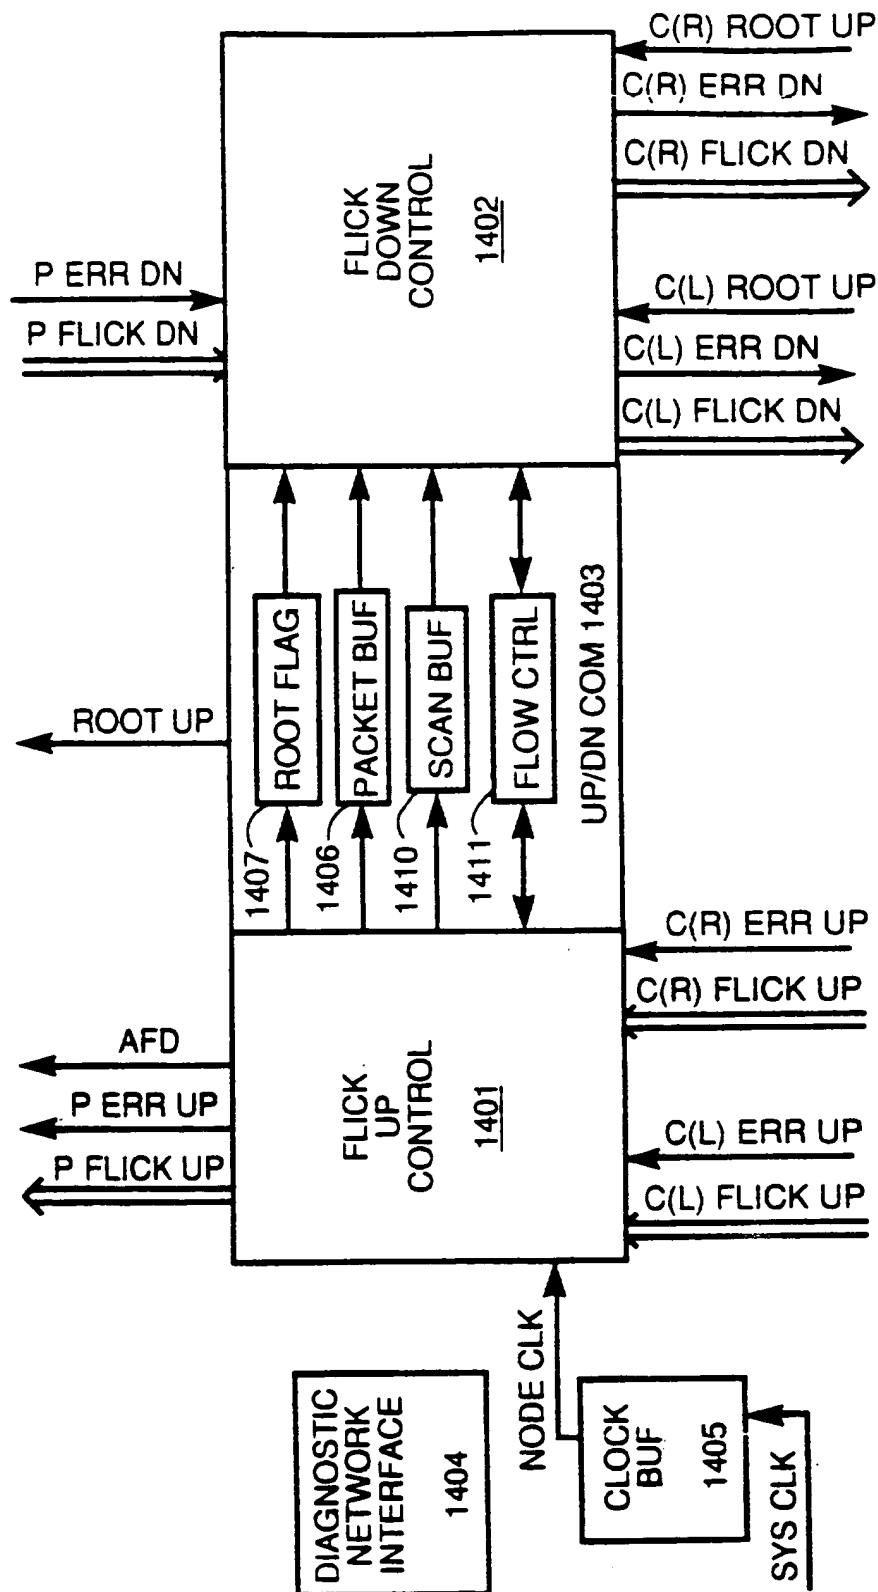 P FLICK UP
P ERR UP
AFD
ROOT UP
P FLICK DN
P ERR DN
DIAGNOSTIC
NETWORK
INTERFACE
1404
FLICK
UP
CONTROL
1401
1407
ROOT FLAG
1406
PACKET BUF
1410
SCAN BUF
1411
FLOW CTRL
UP/DN COM 1403
FLICK
DOWN
CONTROL
1402
NODE CLK
CLOCK
BUF
1405
SYS CLK
C(L) FLICK UP
C(L) ERR UP
C(R) FLICK UP
C(R) ERR UP
C(L) FLICK DN
C(L) ERR DN
C(L) ROOT UP
C(R) FLICK DN
C(R) ERR DN
C(R) ROOT UP